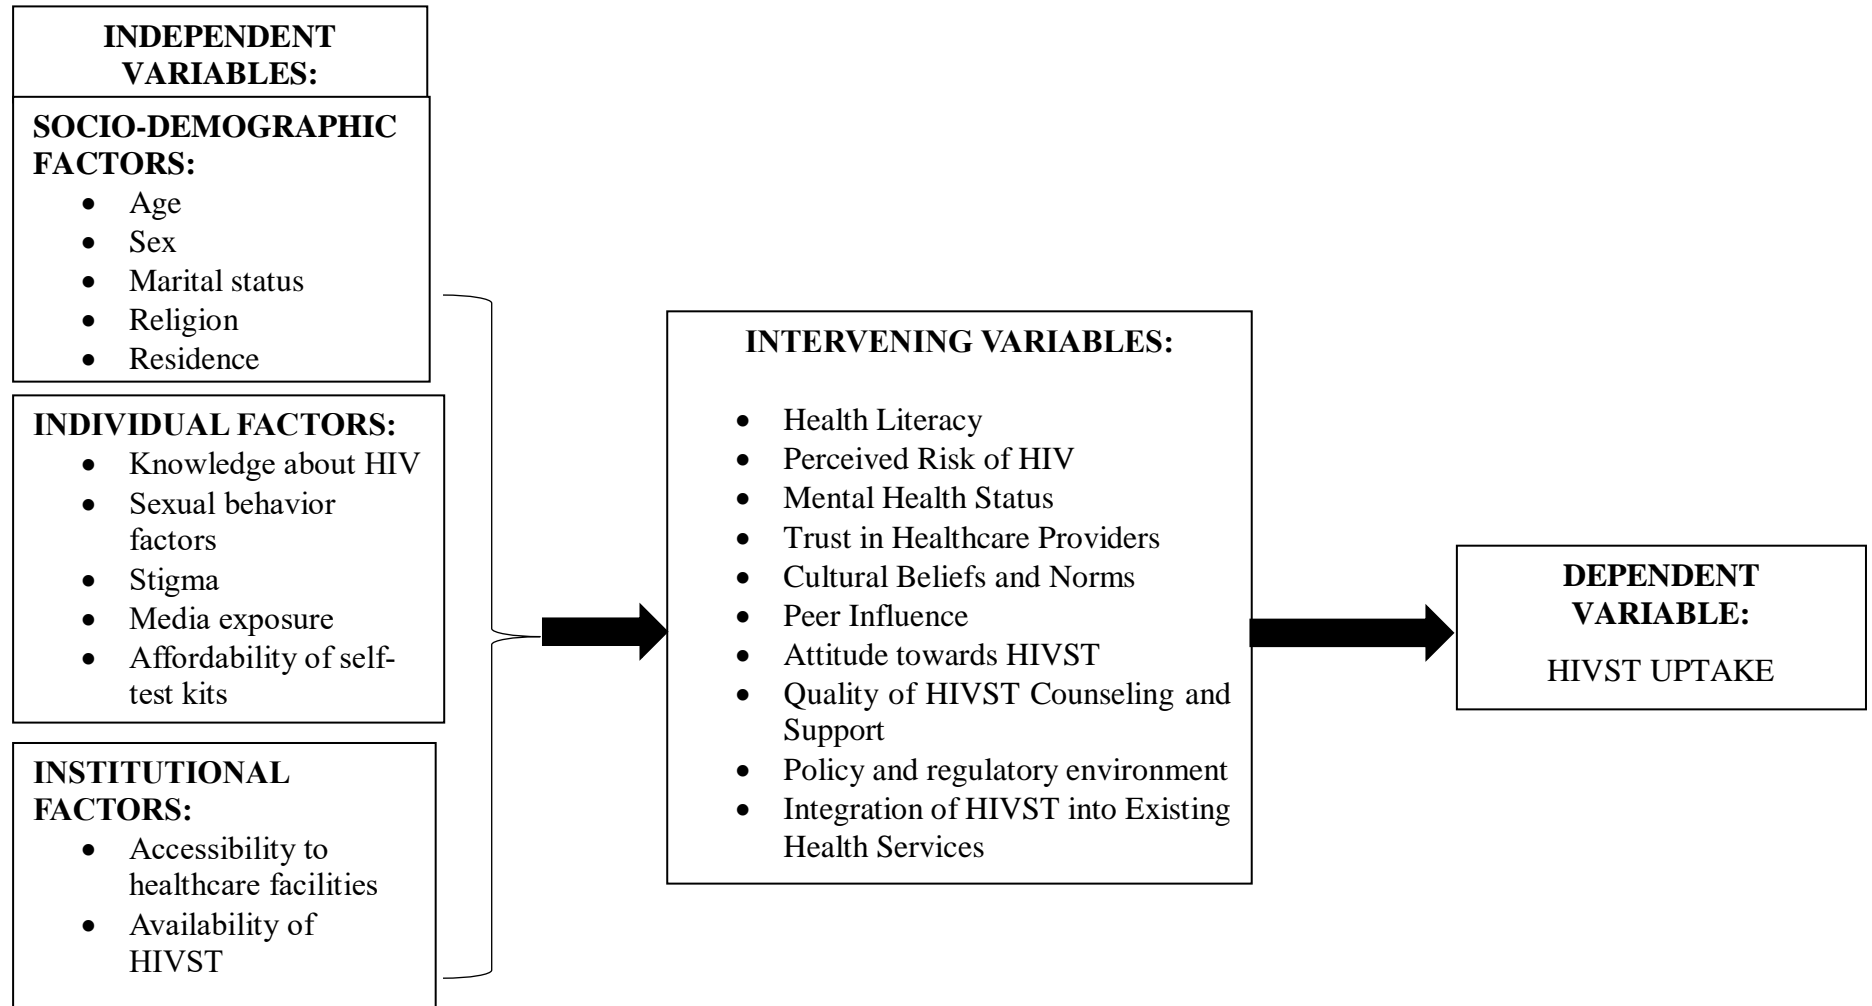 INDEPENDENT
VARIABLES:
SOCIO-DEMOGRAPHIC
FACTORS:
• Age
• Sex
• Marital status
• Religion
• Residence
INDIVIDUAL FACTORS:
• Knowledge about HIV
• Sexual behavior
factors
• Stigma
• Media exposure
• Affordability of self-
test kits
INSTITUTIONAL
FACTORS:
• Accessibility to
healthcare facilities
• Availability of
HIVST
INTERVENING VARIABLES:
• Health Literacy
• Perceived Risk of HIV
• Mental Health Status
• Trust in Healthcare Providers
• Cultural Beliefs and Norms
• Peer Influence
• Attitude towards HIVST
• Quality of HIVST Counseling and
Support
• Policy and regulatory environment
• Integration of HIVST into Existing
Health Services
DEPENDENT
VARIABLE:
HIVST UPTAKE